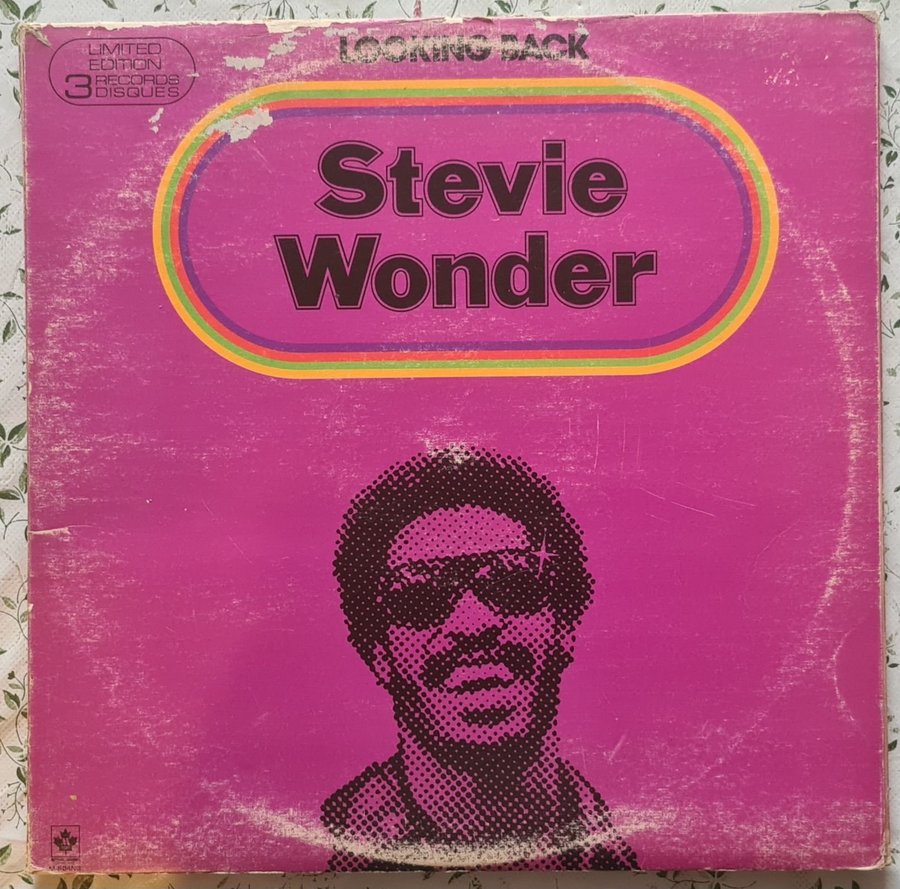 LOOKING BACK
LIMITED
EDITION
3 RECORDS
DISQUES
Stevie
Wonder